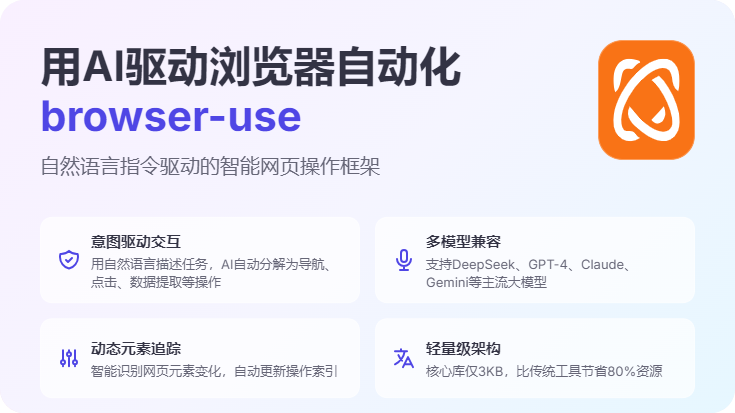 用AI驱动浏览器自动化
browser-use
自然语言指令驱动的智能网页操作框架
意图驱动交互
用自然语言描述任务，AI自动分解为导航、
点击、数据提取等操作
多模型兼容
支持DeepSeek、GPT-4、Claude、
Gemini等主流大模型
动态元素追踪
智能识别网页元素变化，自动更新操作索引
轻量级架构
核心库仅3KB，比传统工具节省80%资源